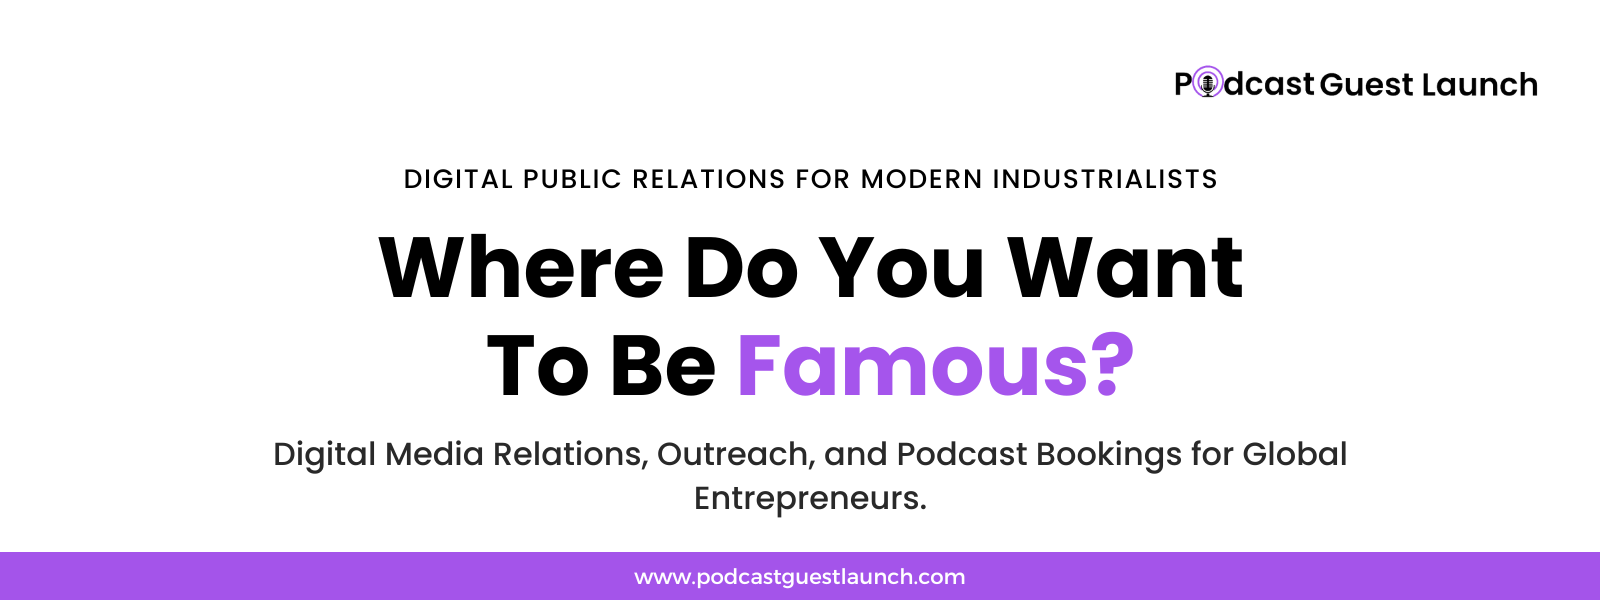 Podcast Guest Launch
DIGITAL PUBLIC RELATIONS FOR MODERN INDUSTRIALISTS
Where Do You Want
To Be Famous?
Digital Media Relations, Outreach, and Podcast Bookings for Global
Entrepreneurs.
www.podcastguestlaunch.com